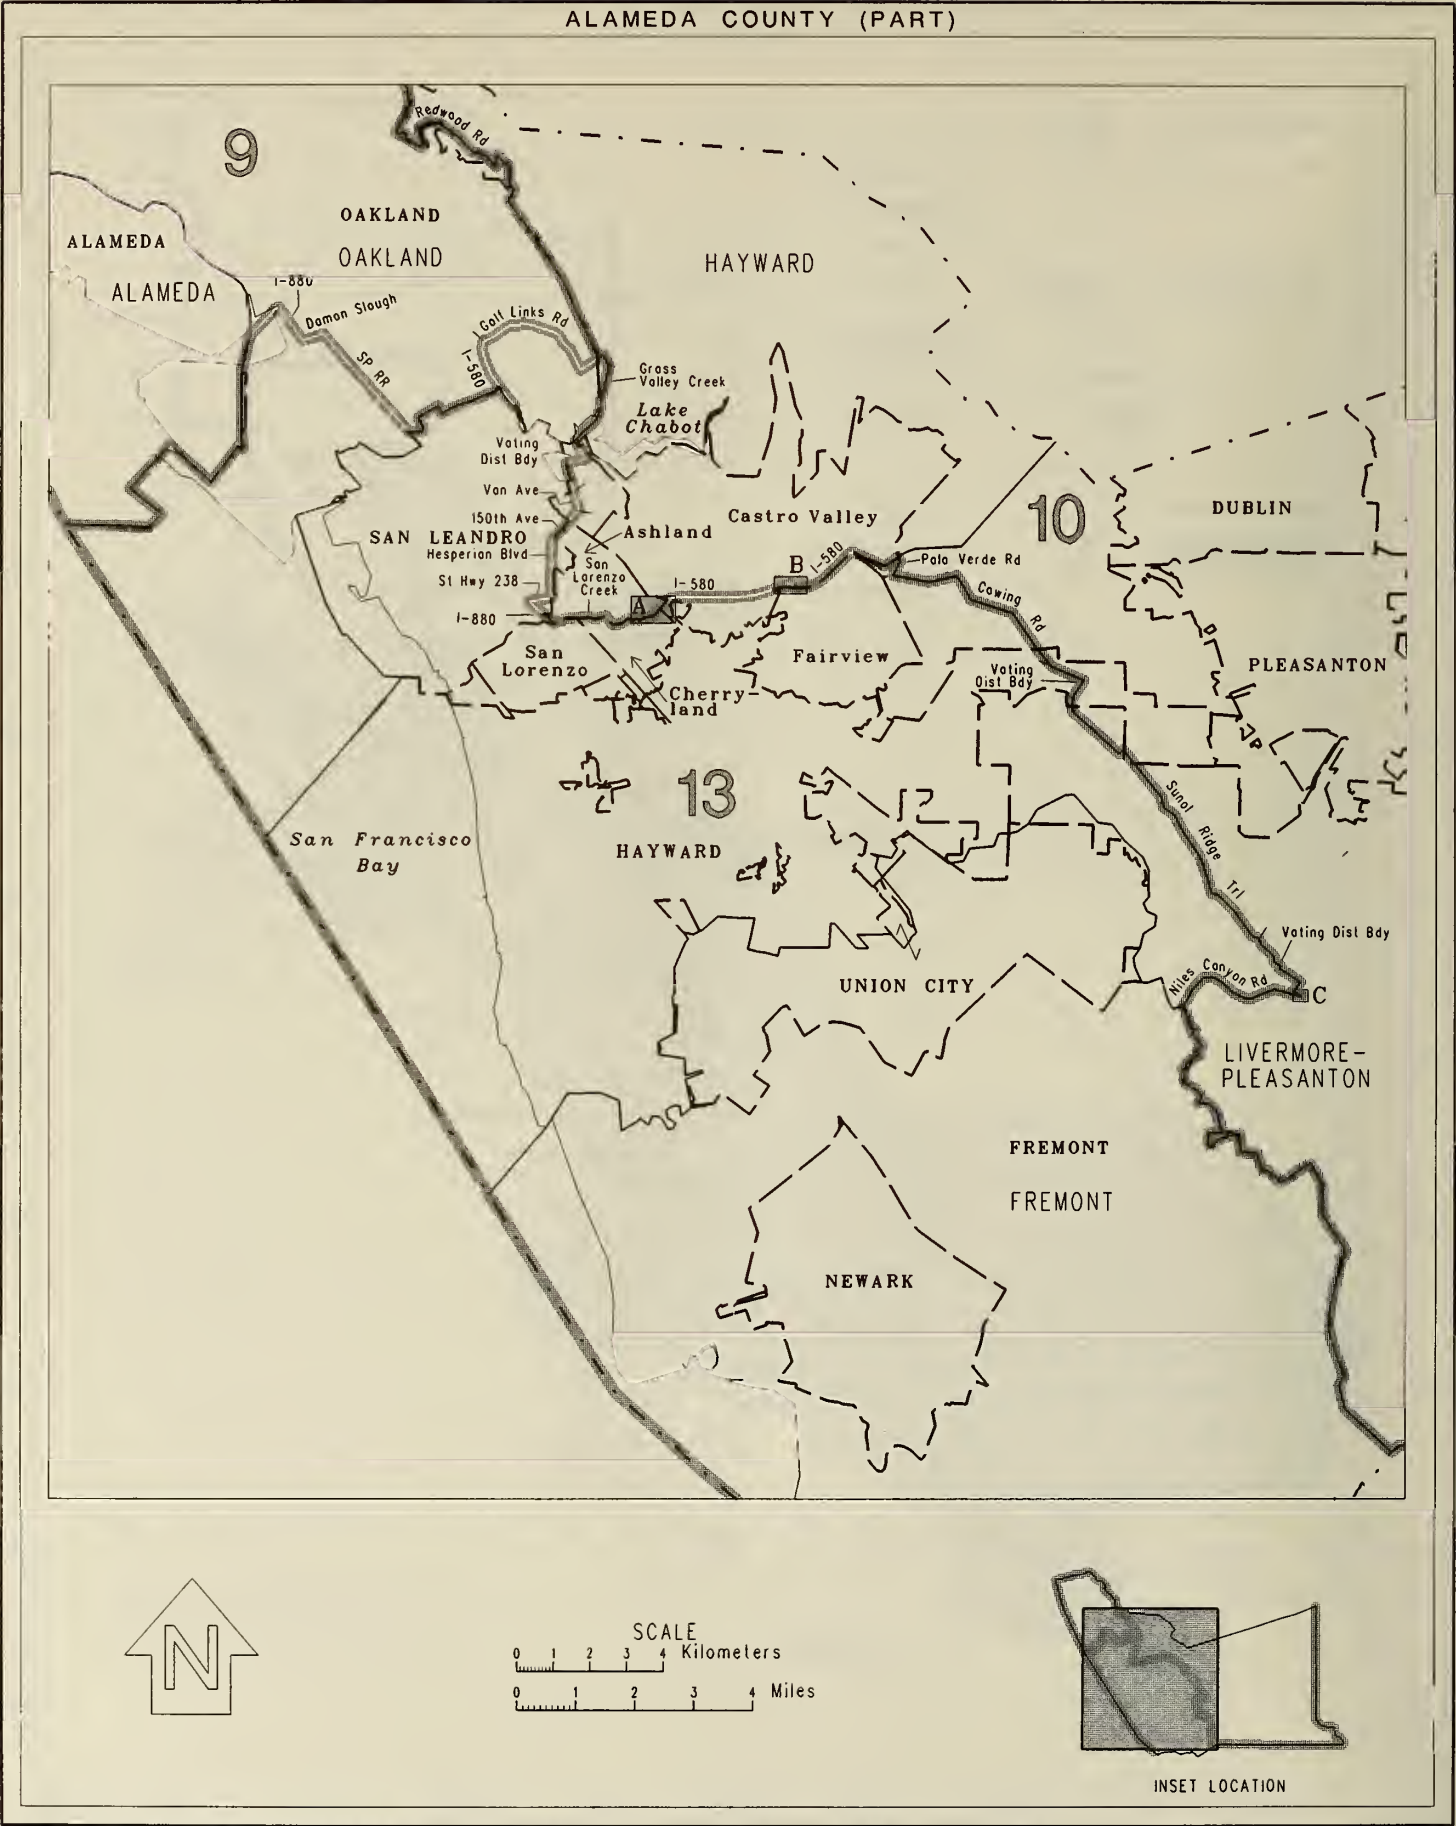 ALAMEDA COUNTY (PART)
9
Redwood Rd
OAKLAND
OAKLAND
ALAMEDA
ALAMEDA
HAYWARD
I-880
Damon Slough
SP RR
Golf Links Rd
I-580
Grass
Valley Creek
Lake
Chabot
Voting
Dist Bdy
Van Ave
150th Ave
SAN LEANDRO
Hesperian Blvd
St Hwy 238
I-880
Ashland
San
Lorenzo
Creek
Castro Valley
10
DUBLIN
A
I-580
B
I-580
Palo Verde Rd
Cowing Rd
San
Lorenzo
Cherry-
land
Fairview
Voting
Dist Bdy
PLEASANTON
13
HAYWARD
San Francisco
Bay
Sunol Ridge Trl
Voting Dist Bdy
UNION CITY
Niles Canyon Rd
C
LIVERMORE-
PLEASANTON
FREMONT
FREMONT
NEWARK
N
SCALE
0 1 2 3 4 Kilometers
0 1 2 3 4 Miles
INSET LOCATION